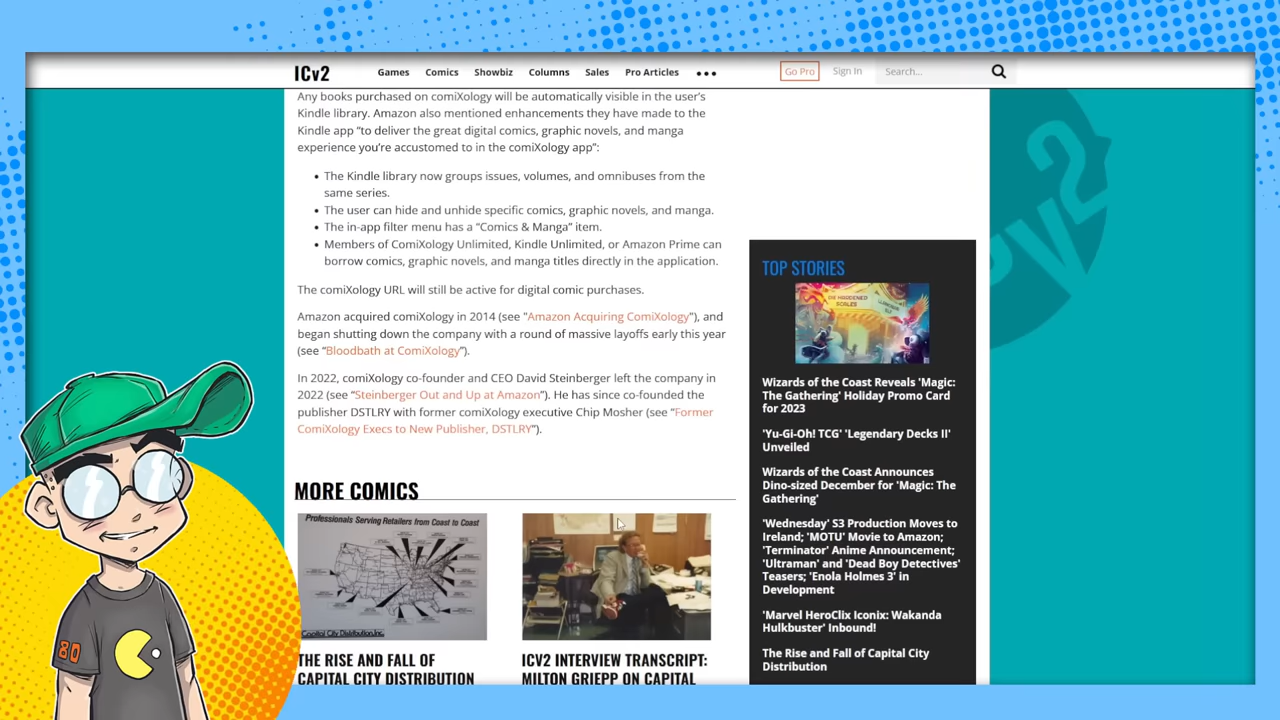 ICv2
Games Comics Showbiz Columns Sales Pro Articles •••
Go Pro Sign In Search...
Any books purchased on comiXology will be automatically visible in the user's
Kindle library. Amazon also mentioned enhancements they have made to the
Kindle app "to deliver the great digital comics, graphic novels, and manga
experience you're accustomed to in the comiXology app":
• The Kindle library now groups issues, volumes, and omnibuses from the
same series.
• The user can hide and unhide specific comics, graphic novels, and manga.
• The in-app filter menu has a "Comics & Manga" item.
• Members of ComiXology Unlimited, Kindle Unlimited, or Amazon Prime can
borrow comics, graphic novels, and manga titles directly in the application.
The comiXology URL will still be active for digital comic purchases.
Amazon acquired comiXology in 2014 (see "Amazon Acquiring ComiXology"), and
began shutting down the company with a round of massive layoffs early this year
(see "Bloodbath at ComiXology").
In 2022, comiXology co-founder and CEO David Steinberger left the company in
2022 (see "Steinberger Out and Up at Amazon"). He has since co-founded the
publisher DSTLRY with former comiXology executive Chip Mosher (see "Former
ComiXology Execs to New Publisher, DSTLRY").
MORE COMICS
Professionals Serving Retailers from Coast to Coast
Capital City Distribution, Inc.
THE RISE AND FALL OF
CAPITAL CITY DISTRIBUTION
ICV2 INTERVIEW TRANSCRIPT:
MILTON GRIEPP ON CAPITAL
TOP STORIES
Wizards of the Coast Reveals 'Magic:
The Gathering' Holiday Promo Card
for 2023
'Yu-Gi-Oh! TCG' 'Legendary Decks II'
Unveiled
Wizards of the Coast Announces
Dino-sized December for 'Magic: The
Gathering'
'Wednesday' S3 Production Moves to
Ireland; 'MOTU' Movie to Amazon;
'Terminator' Anime Announcement;
'Ultraman' and 'Dead Boy Detectives'
Teasers; 'Enola Holmes 3' in
Development
'Marvel HeroClix Iconix: Wakanda
Hulkbuster' Inbound!
The Rise and Fall of Capital City
Distribution
80